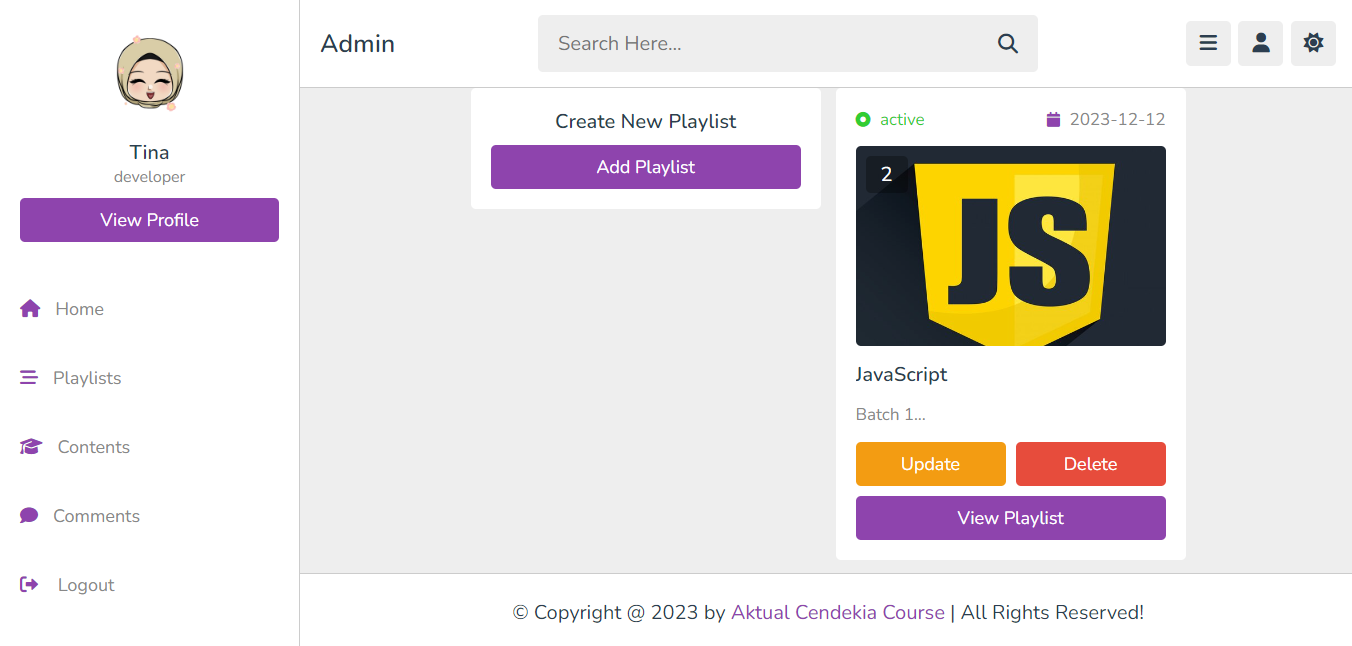 Tina
developer
View Profile
Home
Playlists
Contents
Comments
Logout
Admin
Search Here...
Create New Playlist
Add Playlist
active
2023-12-12
2
JS
JavaScript
Batch 1...
Update
Delete
View Playlist
© Copyright @ 2023 by Aktual Cendekia Course | All Rights Reserved!